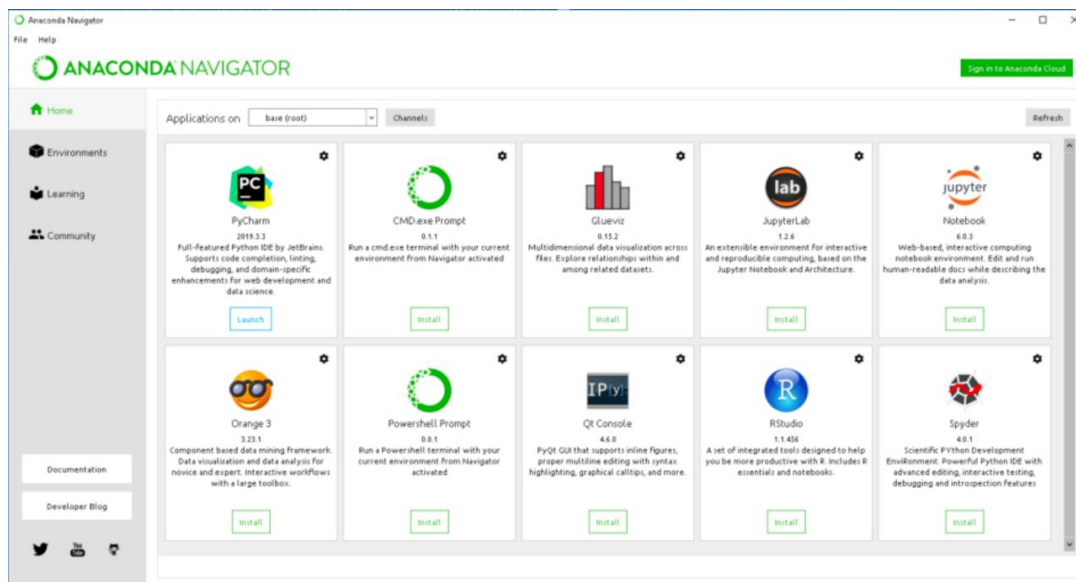 Anaconda Navigator
File Help
ANACONDA NAVIGATOR
Sign in to Anaconda Cloud
Home
Environments
Learning
Community
Documentation
Developer Blog
You
Tube
Applications on base (root) Channels Refresh
PC
PyCharm
2019.3.3
Full-featured Python IDE by JetBrains.
Supports code completion, linting,
debugging, and domain-specific
enhancements for web development and
data science.
Launch
CMD.exe Prompt
0.1.1
Run a cmd.exe terminal with your current
environment from Navigator activated
Install
Glueviz
0.15.2
Multidimensional data visualization across
files. Explore relationships within and
among related datasets.
Install
lab
JupyterLab
1.2.6
An extensible environment for interactive
and reproducible computing, based on the
Jupyter Notebook and Architecture.
Install
jupyter
Notebook
6.0.3
Web-based, interactive computing
notebook environment. Edit and run
human-readable docs while describing the
data analysis.
Install
Orange 3
3.23.1
Component based data mining framework.
Data visualization and data analysis for
novice and expert. Interactive workflows
with a large toolbox.
Install
Powershell Prompt
0.0.1
Run a Powershell terminal with your
current environment from Navigator
activated
Install
IP[y]:
Qt Console
4.6.0
PyQt GUI that supports inline figures,
proper multiline editing with syntax
highlighting, graphical calltips, and more.
Install
R
RStudio
1.1.456
A set of integrated tools designed to help
you be more productive with R. Includes R
essentials and notebooks.
Install
Spyder
4.0.1
Scientific PYthon Development
EnviRonment. Powerful Python IDE with
advanced editing, interactive testing,
debugging and introspection features
Install